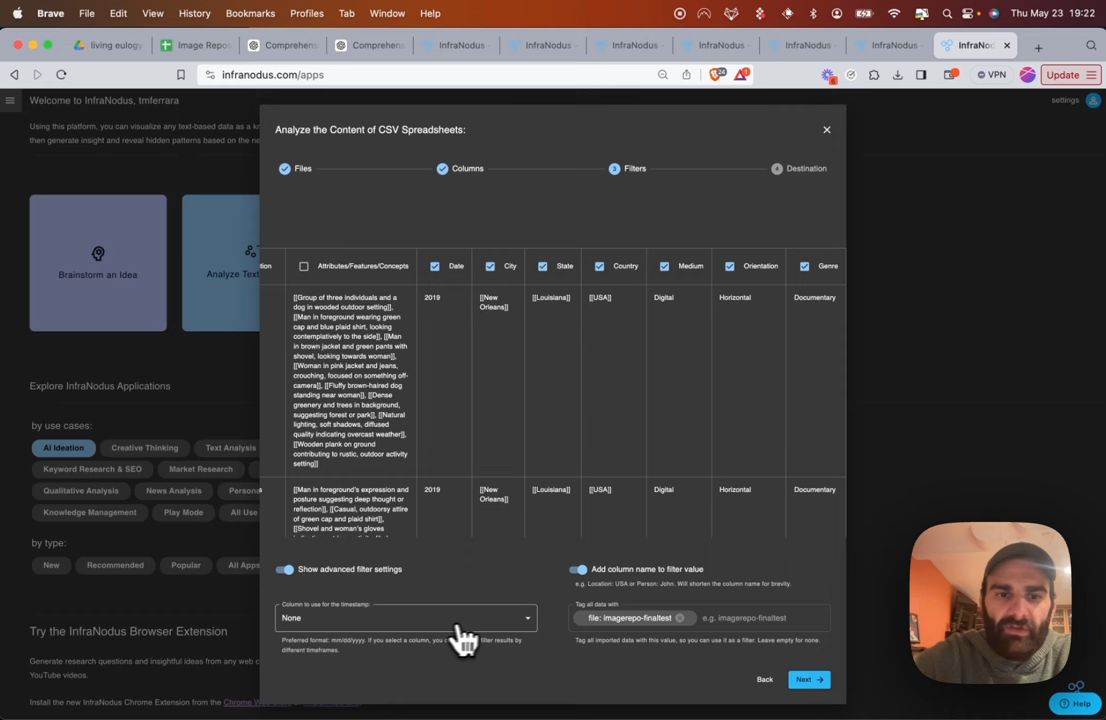 Brave File Edit View History Bookmarks Profiles Tab Window Help Thu May 23 19:22
living eulogy Image Repos Comprehens Comprehens InfraNodus InfraNodus InfraNodus InfraNodus InfraNodus InfraNodus InfraNod
infranodus.com/apps 24 6 VPN Update
Welcome to InfraNodus, tmferrara settings
Using this platform, you can visualize any text-based data as a kn
then generate insight and reveal hidden patterns based on the ne
Analyze the Content of CSV Spreadsheets:
Files Columns 3 Filters 4 Destination
Brainstorm an Idea
Analyze Tex
tion Attributes/Features/Concepts Date City State Country Medium Orientation Genre
[[Group of three individuals and a
dog in wooded outdoor setting]],
[[Man in foreground wearing green
cap and blue plaid shirt, looking
contemplatively to the side]], [[Man
in brown jacket and green pants with
shovel, looking towards woman]],
[[Woman in pink jacket and jeans,
crouching, focused on something off-
camera]], [[Fluffy brown-haired dog
standing near woman]], [[Dense
greenery and trees in background,
suggesting forest or park]], [[Natural
lighting, soft shadows, diffused
quality indicating overcast weather]],
[[Wooden plank on ground
contributing to rustic, outdoor activity
setting]]
2019 [[New
Orleans]] [[Louisiana]] [[USA]] Digital Horizontal Documentary
[[Man in foreground's expression and
posture suggesting deep thought or
reflection]], [[Casual, outdoorsy attire
of green cap and plaid shirt]],
[[Shovel and woman's gloves
2019 [[New
Orleans]] [[Louisiana]] [[USA]] Digital Horizontal Documentary
Explore InfraNodus Applications
by use cases:
AI Ideation Creative Thinking Text Analysis
Keyword Research & SEO Market Research
Qualitative Analysis News Analysis Persona
Knowledge Management Play Mode All Use
by type:
New Recommended Popular All Apps
Show advanced filter settings
Add column name to filter value
e.g. Location: USA or Person: John. Will shorten the column name for brevity.
Column to use for the timestamp:
None
Preferred format: mm/dd/yyyy. If you select a column, you c filter results by
different timeframes.
Tag all data with
file: imagerepo-finaltest e.g. imagerepo-finaltest
Tag all imported data with this value, so you can use it as a filter. Leave empty for none.
Back Next
Try the InfraNodus Browser Extension
Generate research questions and insightful ideas from any web c
YouTube videos.
Install the new InfraNodus Chrome Extension from the
Help